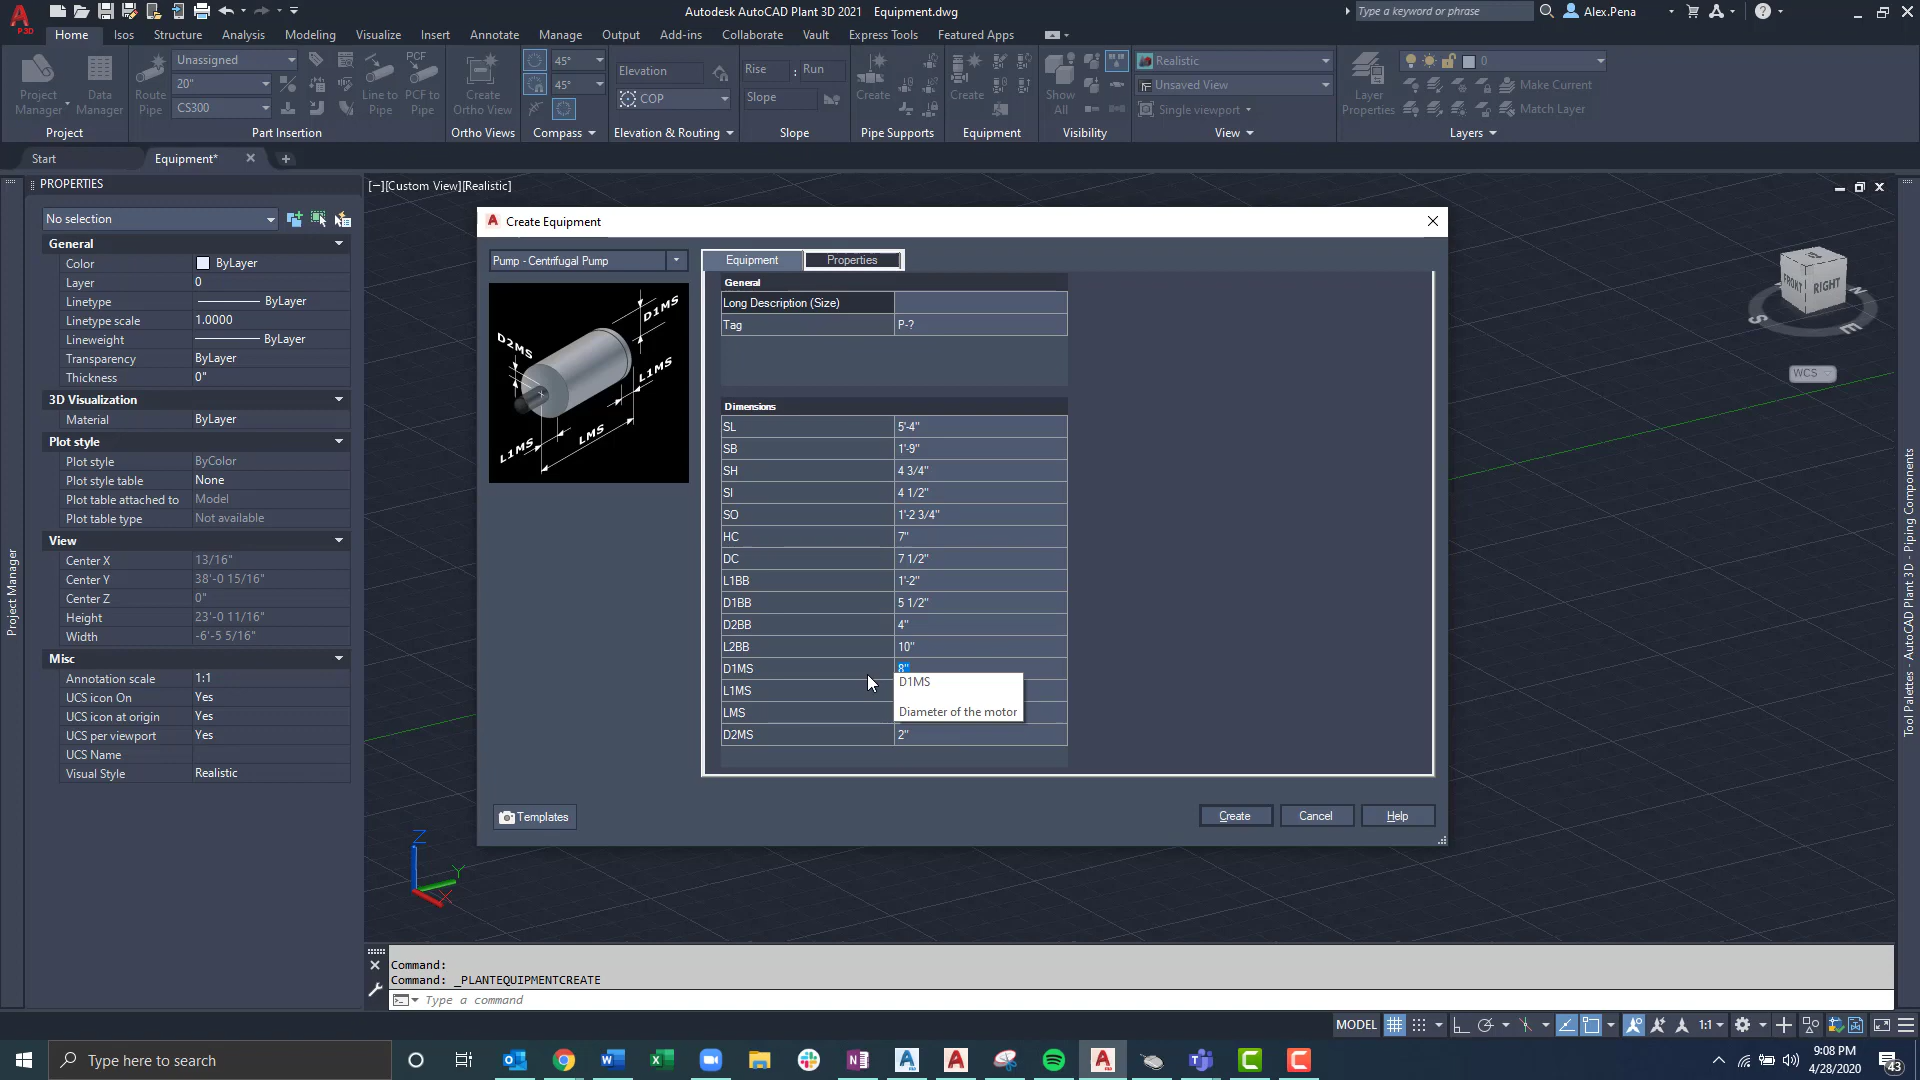 Autodesk AutoCAD Plant 3D 2021 Equipment.dwg
Type a keyword or phrase
Alex.Pena
P3D
Home Isos Structure Analysis Modeling Visualize Insert Annotate Manage Output Add-ins Collaborate Vault Express Tools Featured Apps
Project Manager
Data Manager
Project
Route Pipe
Unassigned
20"
CS300
Line to Pipe
PCF to Pipe
PCF
Part Insertion
Create Ortho View
Ortho Views
45°
45°
Compass
Elevation
COP
Elevation & Routing
Rise : Run
Slope
Slope
Create
Pipe Supports
Create
Equipment
Show All
Visibility
Realistic
Unsaved View
Single viewport
View
Layer Properties
0
Make Current
Match Layer
Layers
Start
Equipment*
PROPERTIES
No selection
General
Color ByLayer
Layer 0
Linetype ByLayer
Linetype scale 1.0000
Lineweight ByLayer
Transparency ByLayer
Thickness 0"
3D Visualization
Material ByLayer
Plot style
Plot style ByColor
Plot style table None
Plot table attached to Model
Plot table type Not available
View
Center X 13/16"
Center Y 38'-0 15/16"
Center Z 0"
Height 23'-0 11/16"
Width -6'-5 5/16"
Misc
Annotation scale 1:1
UCS icon On Yes
UCS icon at origin Yes
UCS per viewport Yes
UCS Name
Visual Style Realistic
Project Manager
[−][Custom View][Realistic]
Create Equipment
Pump - Centrifugal Pump
Equipment Properties
D1MS
D2MS
L1MS
LMS
L1MS
General
Long Description (Size)
Tag P-?
Dimensions
SL 5'-4"
SB 1'-9"
SH 4 3/4"
SI 4 1/2"
SO 1'-2 3/4"
HC 7"
DC 7 1/2"
L1BB 1'-2"
D1BB 5 1/2"
D2BB 4"
L2BB 10"
D1MS 8"
L1MS
LMS
D2MS 2"
D1MS
Diameter of the motor
Templates
Create Cancel Help
FRONT RIGHT
S E N
WCS
Tool Palettes - AutoCAD Plant 3D - Piping Components
Z
Y
X
Command:
Command: _PLANTEQUIPMENTCREATE
Type a command
MODEL
1:1
Type here to search
9:08 PM
4/28/2020
43